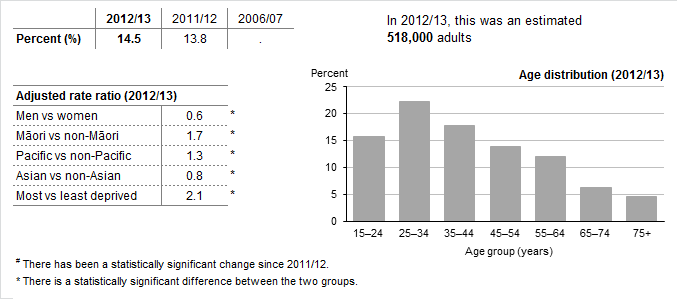 2012/13 2011/12 2006/07
Percent (%) 14.5 13.8 .
In 2012/13, this was an estimated
518,000 adults
Adjusted rate ratio (2012/13)
Men vs women 0.6 *
Māori vs non-Māori 1.7 *
Pacific vs non-Pacific 1.3 *
Asian vs non-Asian 0.8 *
Most vs least deprived 2.1 *
Percent
Age distribution (2012/13)
25
20
15
10
5
0
15–24 25–34 35–44 45–54 55–64 65–74 75+
Age group (years)
# There has been a statistically significant change since 2011/12.
* There is a statistically significant difference between the two groups.